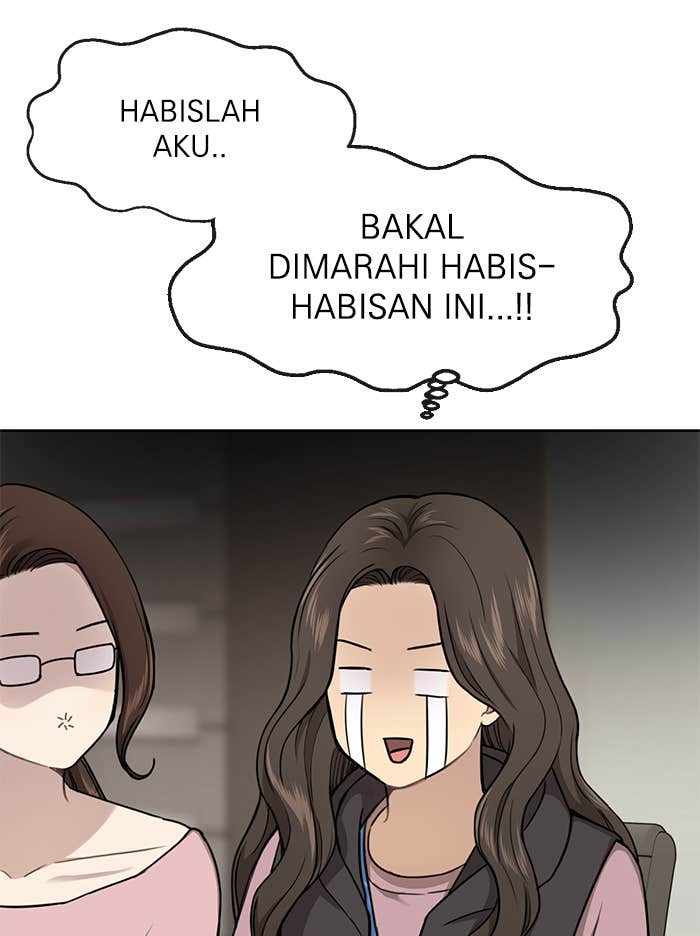 HABISLAH
AKU..
BAKAL
DIMARAHI HABIS-
HABISAN INI...!!